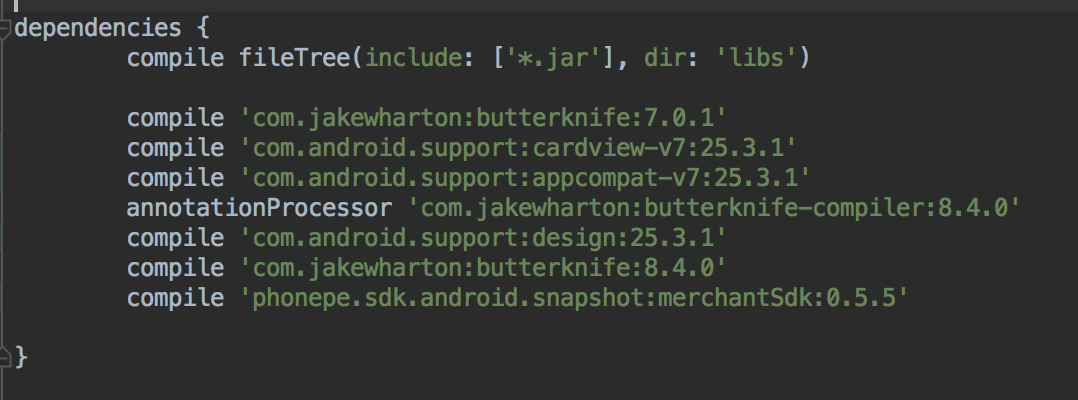 dependencies {
compile fileTree(include: ['*.jar'], dir: 'libs')
compile 'com.jakewharton:butterknife:7.0.1'
compile 'com.android.support:cardview-v7:25.3.1'
compile 'com.android.support:appcompat-v7:25.3.1'
annotationProcessor 'com.jakewharton:butterknife-compiler:8.4.0'
compile 'com.android.support:design:25.3.1'
compile 'com.jakewharton:butterknife:8.4.0'
compile 'phonepe.sdk.android.snapshot:merchantSdk:0.5.5'
}